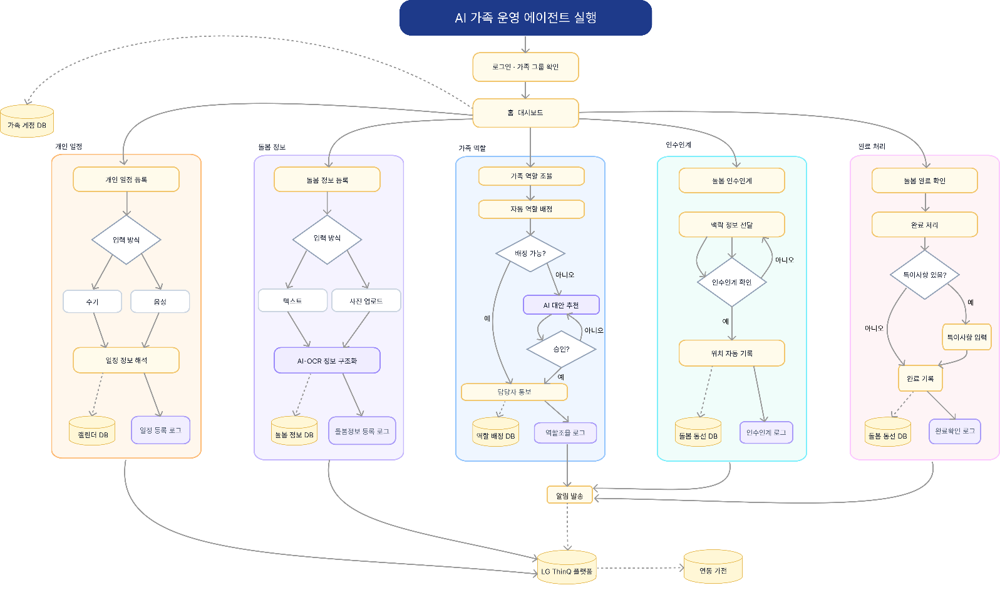 AI 가족 운영 에이전트 실행
로그인 · 가족 그룹 확인
홈 대시보드
가족 계정 DB
개인 일정
개인 일정 등록
입력 방식
수기
음성
일정 정보 해석
캘린더 DB
일정 등록 로그
돌봄 정보
돌봄 정보 등록
입력 방식
텍스트
사진 업로드
AI-OCR 정보 구조화
돌봄 정보 DB
돌봄정보 등록 로그
가족 역할
가족 역할 조율
자동 역할 배정
배정 가능?
아니오
AI 대안 추천
예
아니오
승인?
예
담당자 통보
역할 배정 DB
역할조율 로그
인수인계
돌봄 인수인계
맥락 정보 전달
아니오
인수인계 확인
예
위치 자동 기록
돌봄 동선 DB
인수인계 로그
완료 처리
돌봄 완료 확인
완료 처리
특이사항 있음?
예
아니오
특이사항 입력
완료 기록
돌봄 동선 DB
완료확인 로그
알림 발송
LG ThinQ 플랫폼
연동 가전